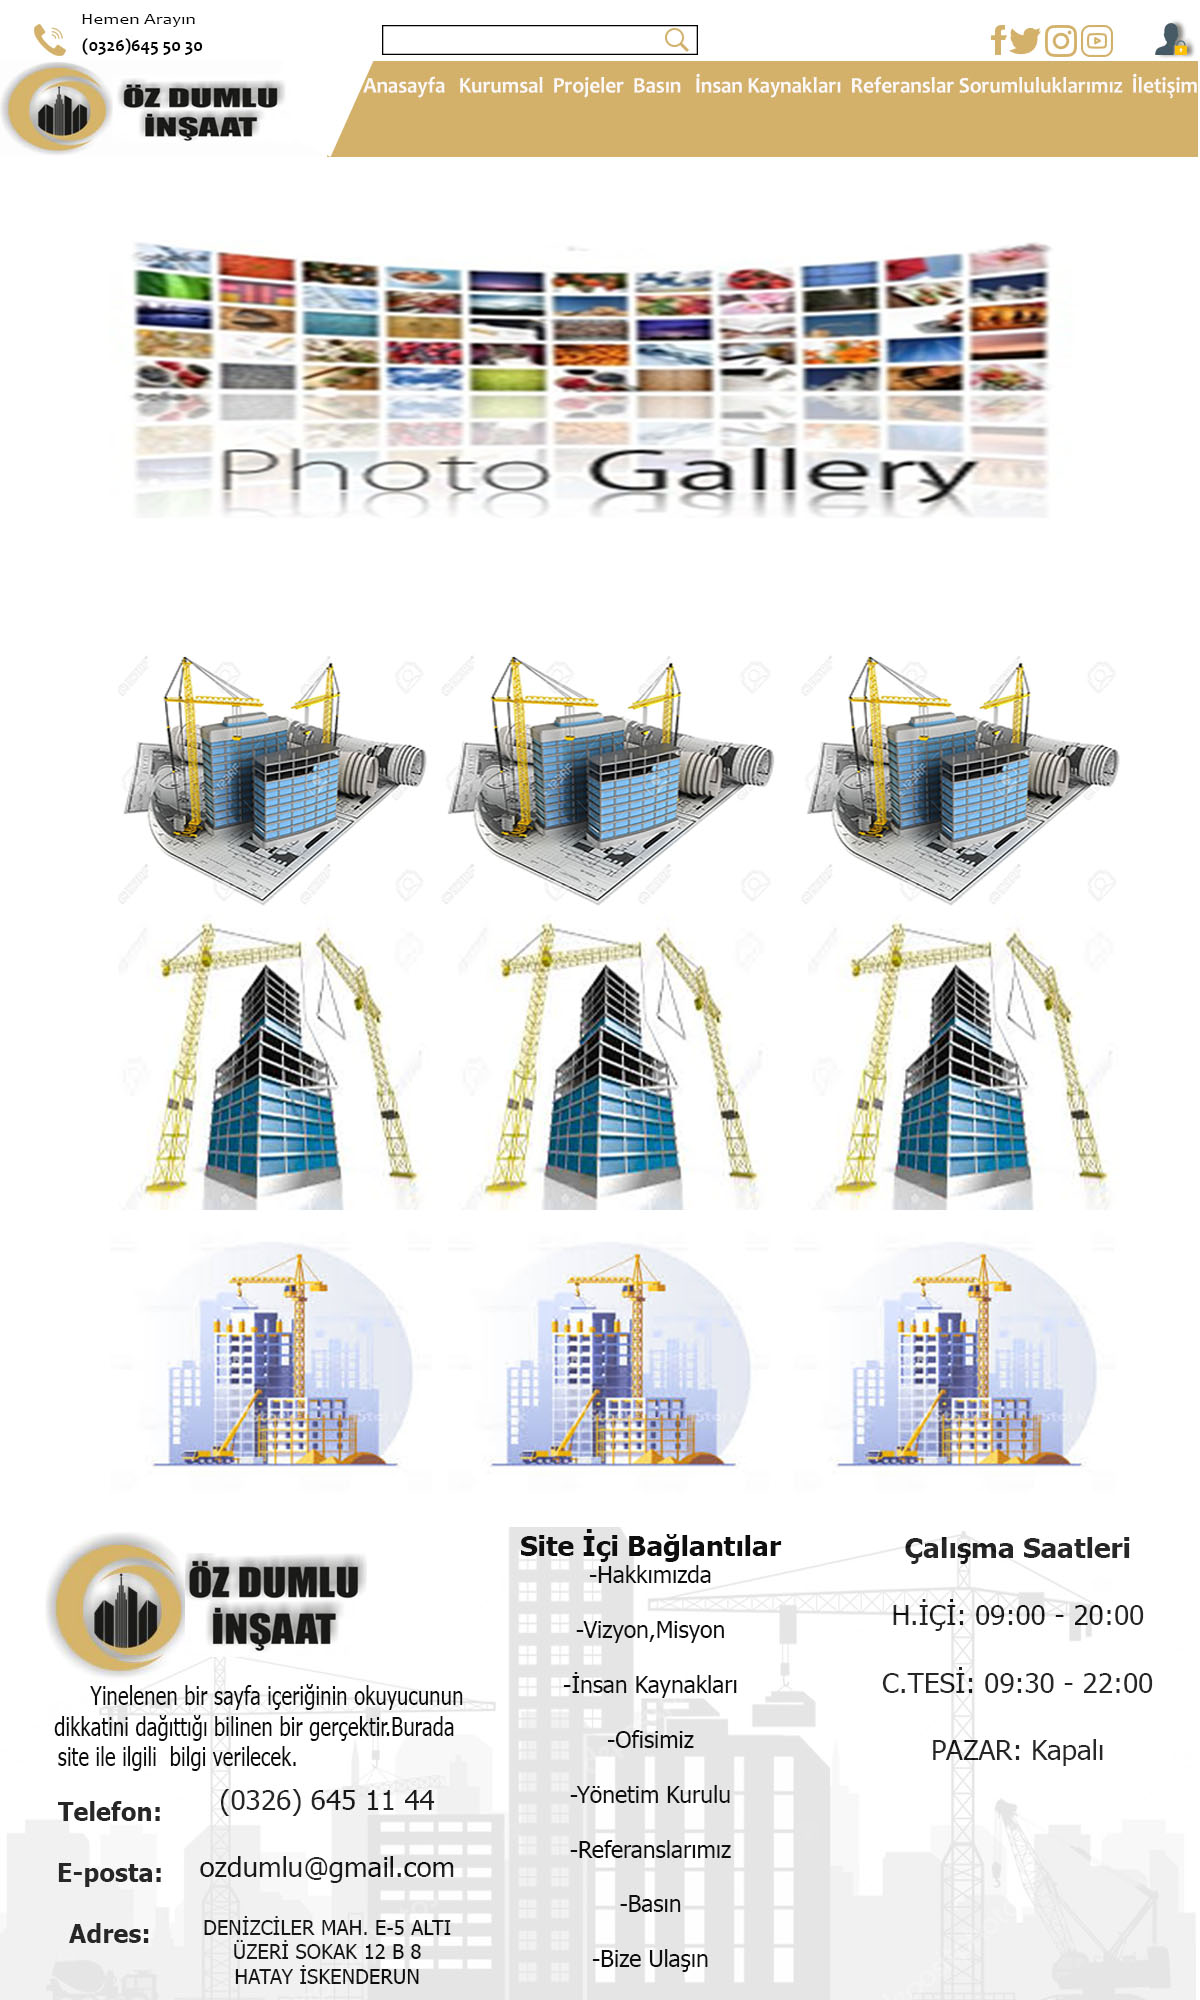 Hemen Arayın
(0326)645 50 30
ÖZ DUMLU
İNŞAAT
Anasayfa Kurumsal Projeler Basın İnsan Kaynakları Referanslar Sorumluluklarımız İletişim
Photo Gallery
ÖZ DUMLU
İNŞAAT
Yinelenen bir sayfa içeriğinin okuyucunun
dikkatini dağıttığı bilinen bir gerçektir.Burada
site ile ilgili bilgi verilecek.
Telefon: (0326) 645 11 44
E-posta: ozdumlu@gmail.com
Adres: DENİZCİLER MAH. E-5 ALTI
ÜZERİ SOKAK 12 B 8
HATAY İSKENDERUN
Site İçi Bağlantılar
-Hakkımızda
-Vizyon,Misyon
-İnsan Kaynakları
-Ofisimiz
-Yönetim Kurulu
-Referanslarımız
-Basın
-Bize Ulaşın
Çalışma Saatleri
H.İÇİ: 09:00 - 20:00
C.TESİ: 09:30 - 22:00
PAZAR: Kapalı